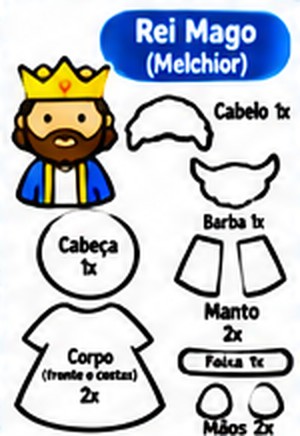 Rei Mago
(Melchior)
Cabelo 1x
Barba 1x
Cabeça
1x
Manto
2x
Corpo
(frente e costas)
2x
Faixa 1x
Mãos 2x